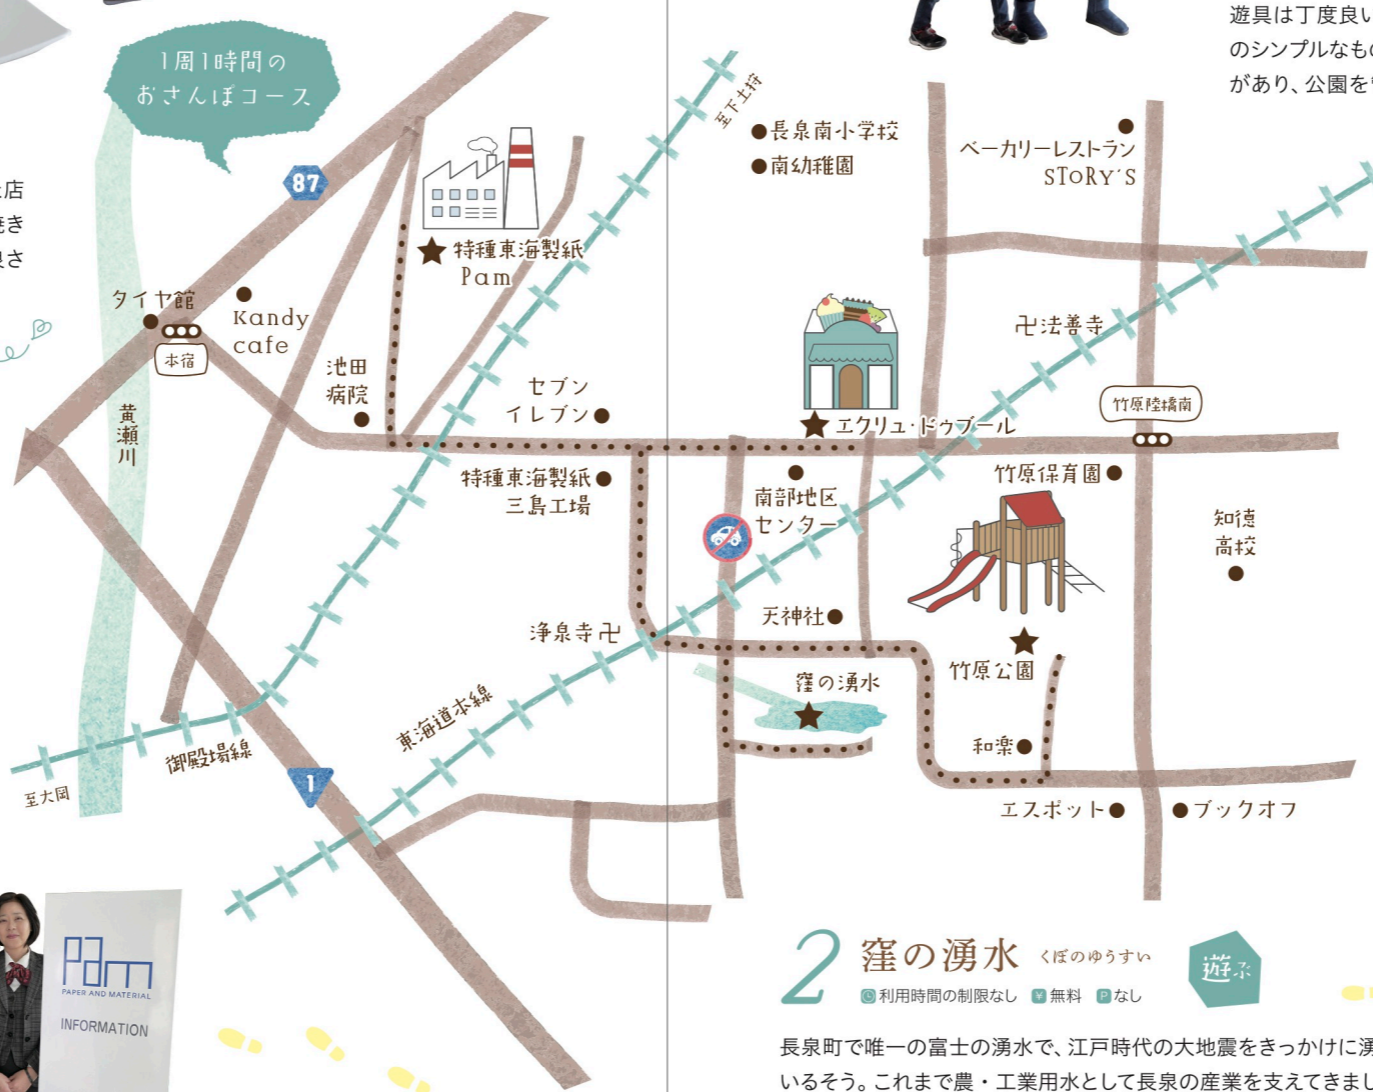 遊具は丁度良い
のシンプルなもの
があり、公園を
1周1時間の
おさんぽコース
至下土狩
長泉南小学校
南幼稚園
ベーカリーレストラン
STORY'S
店
焼き
良さ
87
特種東海製紙
Pam
タイヤ館
Kandy
cafe
本宿
池田
病院
セブン
イレブン
卍法善寺
竹原陸橋南
黄瀬川
エクリュ・ドゥブール
特種東海製紙
三島工場
南部地区
センター
竹原保育園
知徳
高校
浄泉寺卍
天神社
窪の湧水
竹原公園
東海道本線
御殿場線
至大岡
1
和楽
エスポット
ブックオフ
Pam
PAPER AND MATERIAL
INFORMATION
2 窪の湧水 くぼのゆうすい 遊ぶ
利用時間の制限なし ¥無料 Pなし
長泉町で唯一の富士の湧水で、江戸時代の大地震をきっかけに湧
いるそう。これまで農・工業用水として長泉の産業を支えてきまし